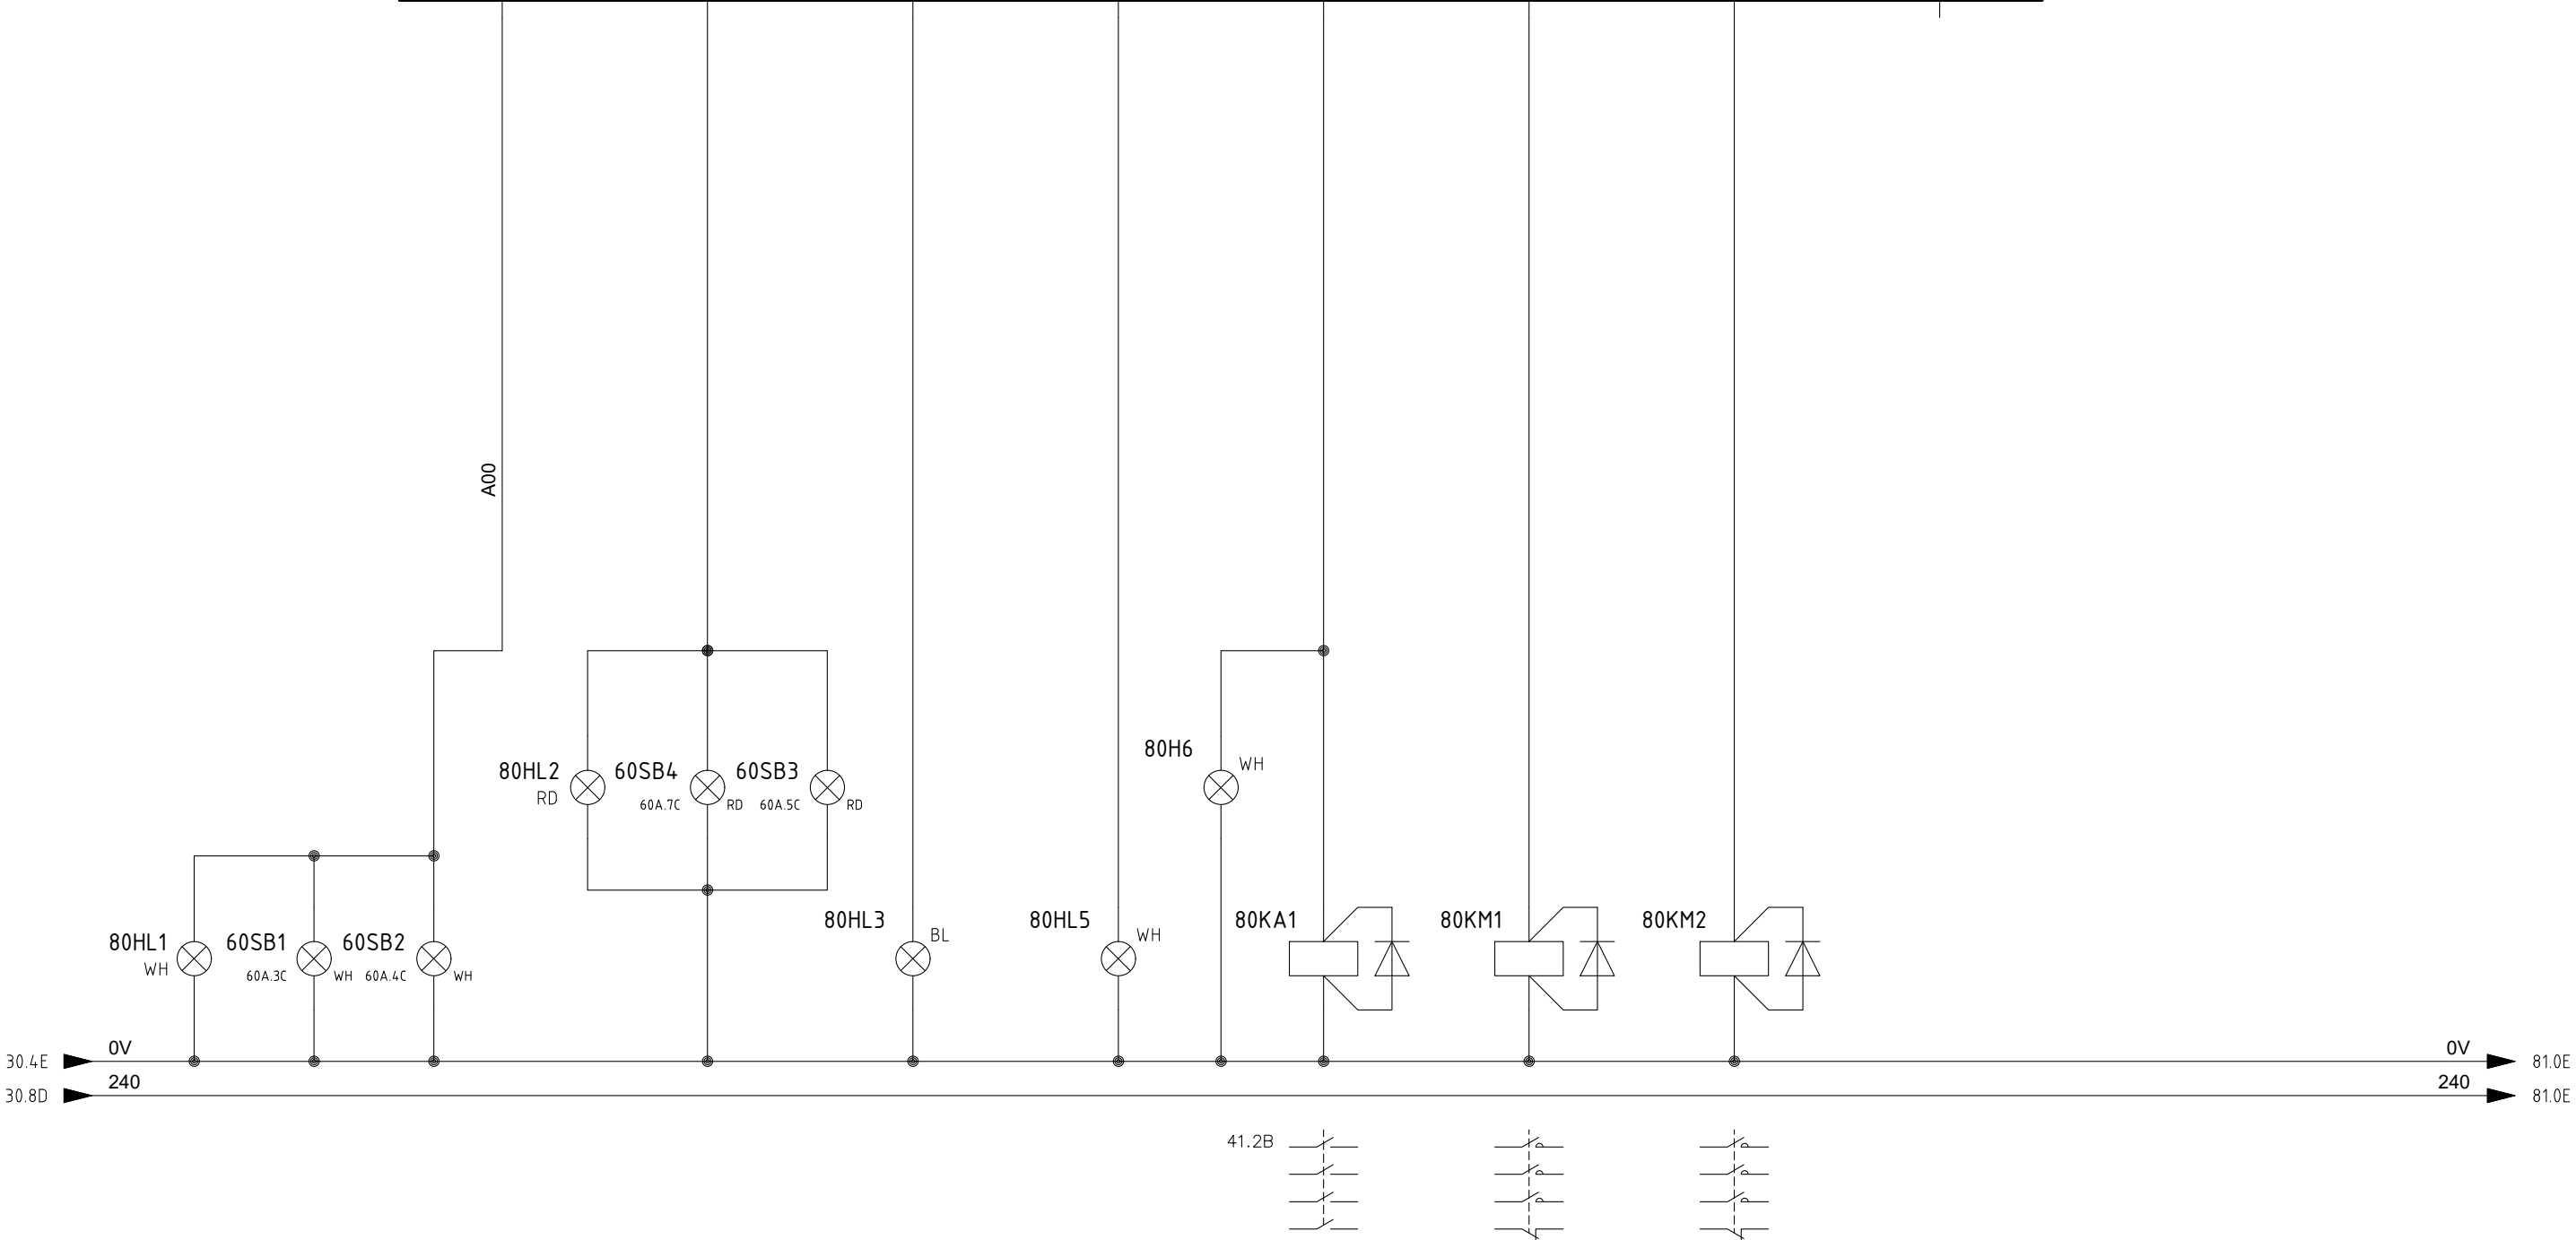 A00
80H6
WH
80HL2
RD
60SB4
60A.7C
RD
60SB3
60A.5C
RD
80HL1
WH
60SB1
60A.3C
WH
60SB2
60A.4C
WH
80HL3
BL
80HL5
WH
80KA1
80KM1
80KM2
30.4E
0V
0V
81.0E
30.8D
240
240
81.0E
41.2B